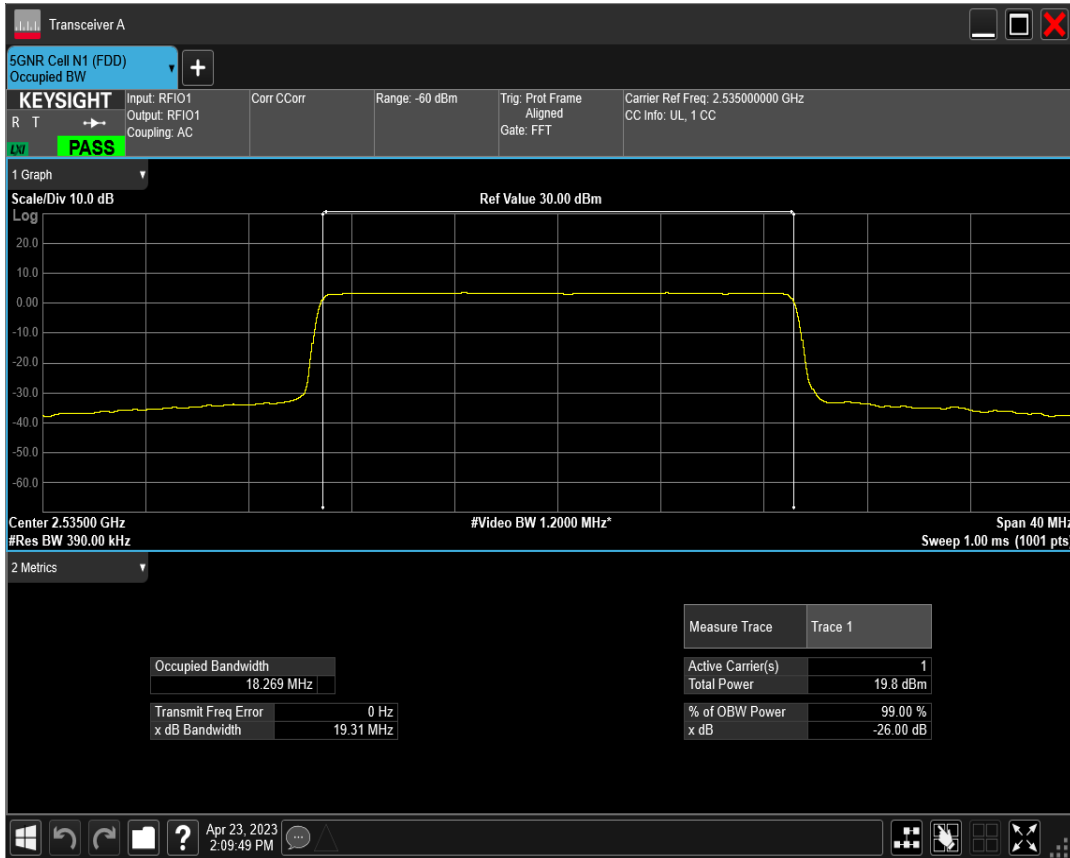 Transceiver A
5GNR Cell N1 (FDD)
Occupied BW
+
KEYSIGHT
R T
LXI
PASS
Input: RFIO1
Output: RFIO1
Coupling: AC
Corr CCorr
Range: -60 dBm
Trig: Prot Frame
Aligned
Gate: FFT
Carrier Ref Freq: 2.535000000 GHz
CC Info: UL, 1 CC
1 Graph
Scale/Div 10.0 dB
Ref Value 30.00 dBm
Log
20.0
10.0
0.00
-10.0
-20.0
-30.0
-40.0
-50.0
-60.0
Center 2.53500 GHz
#Video BW 1.2000 MHz*
Span 40 MHz
#Res BW 390.00 kHz
Sweep 1.00 ms (1001 pts)
2 Metrics
Measure Trace Trace 1
Occupied Bandwidth
18.269 MHz
Active Carrier(s) 1
Total Power 19.8 dBm
Transmit Freq Error 0 Hz
x dB Bandwidth 19.31 MHz
% of OBW Power 99.00 %
x dB -26.00 dB
?
Apr 23, 2023
2:09:49 PM